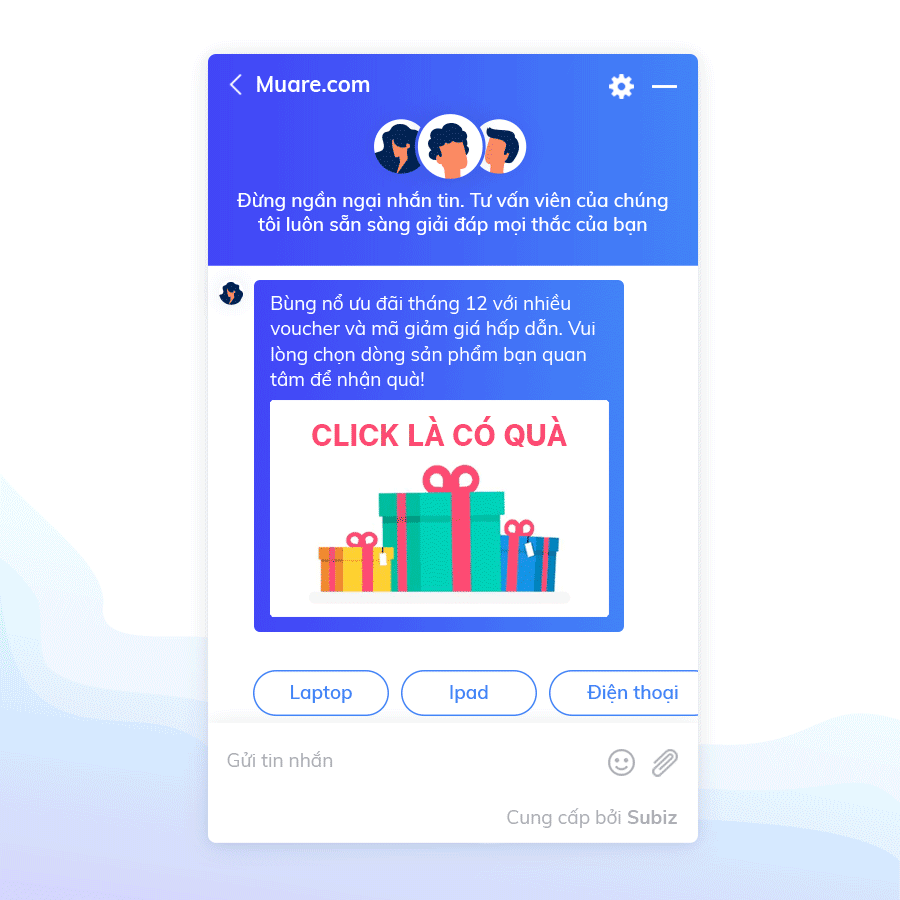 Muare.com
Đừng ngần ngại nhắn tin. Tư vấn viên của chúng
tôi luôn sẵn sàng giải đáp mọi thắc của bạn
Bùng nổ ưu đãi tháng 12 với nhiều
voucher và mã giảm giá hấp dẫn. Vui
lòng chọn dòng sản phẩm bạn quan
tâm để nhận quà!
CLICK LÀ CÓ QUÀ
Laptop
Ipad
Điện thoại
Gửi tin nhắn
Cung cấp bởi Subiz